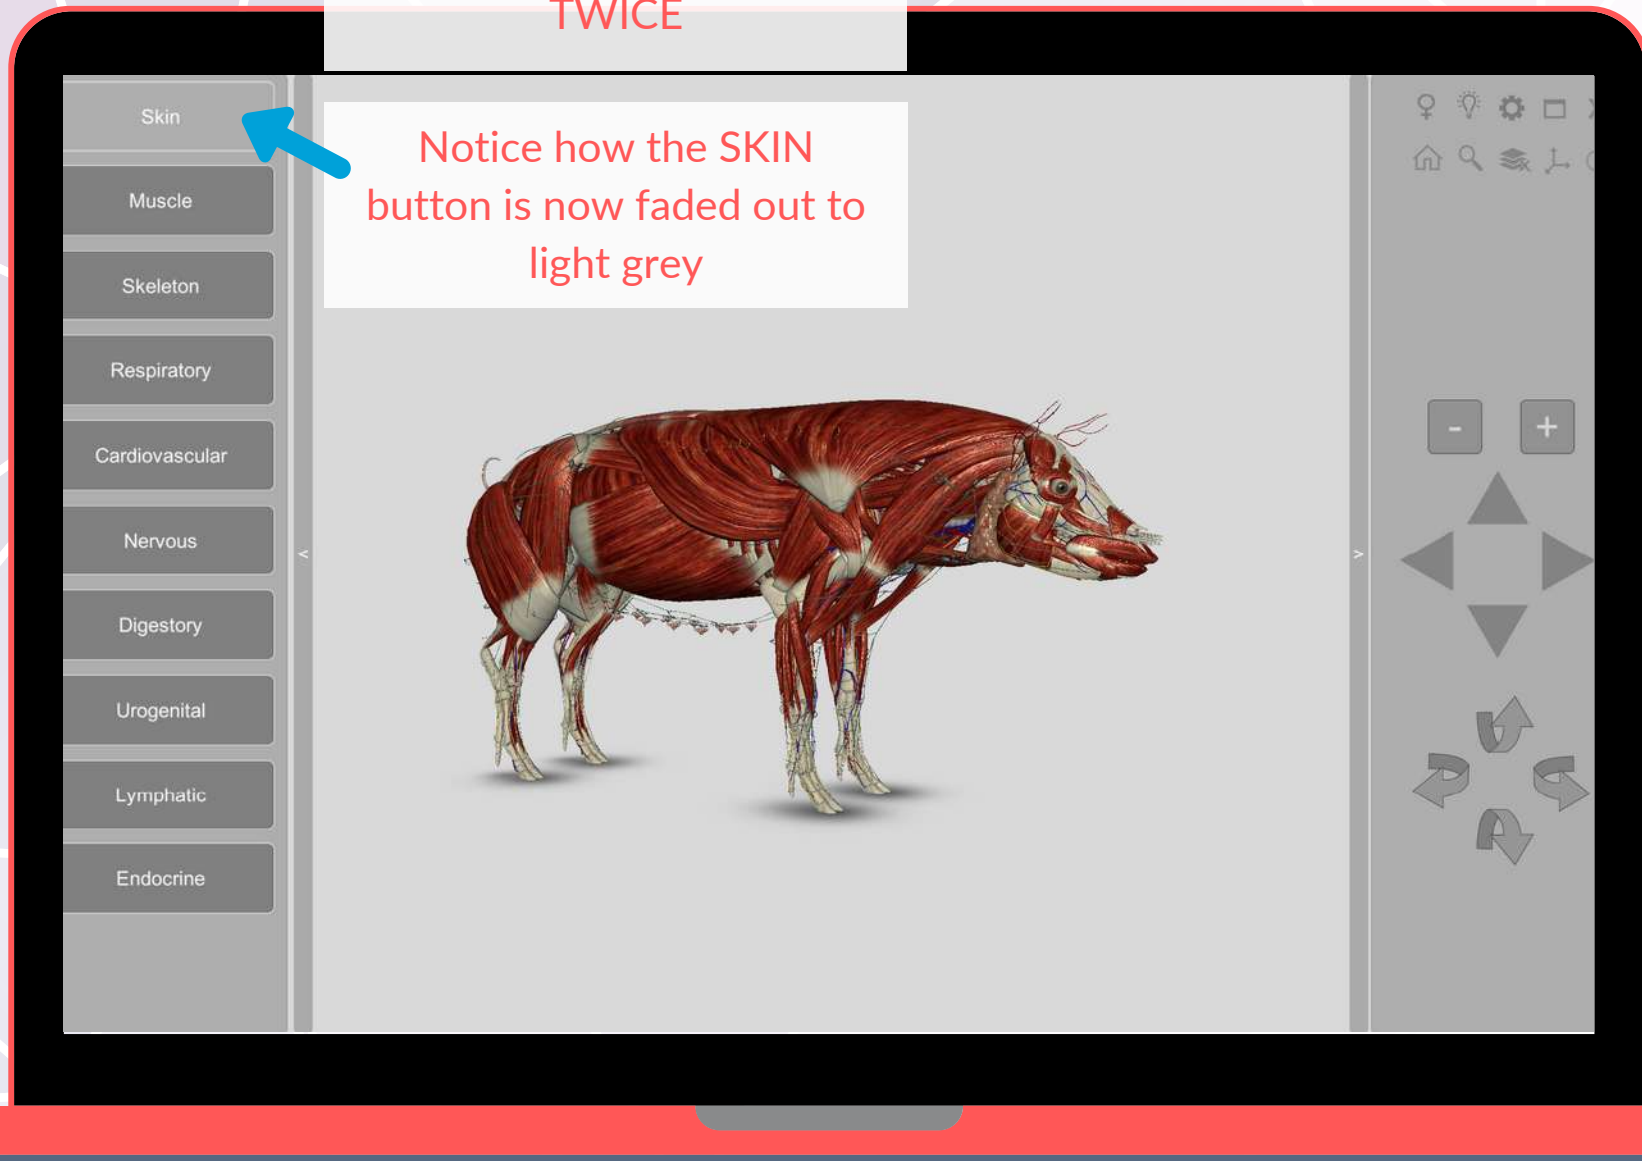 TWICE
Notice how the SKIN
button is now faded out to
light grey
Skin
Muscle
Skeleton
Respiratory
Cardiovascular
Nervous
Digestory
Urogenital
Lymphatic
Endocrine
<
>
- +